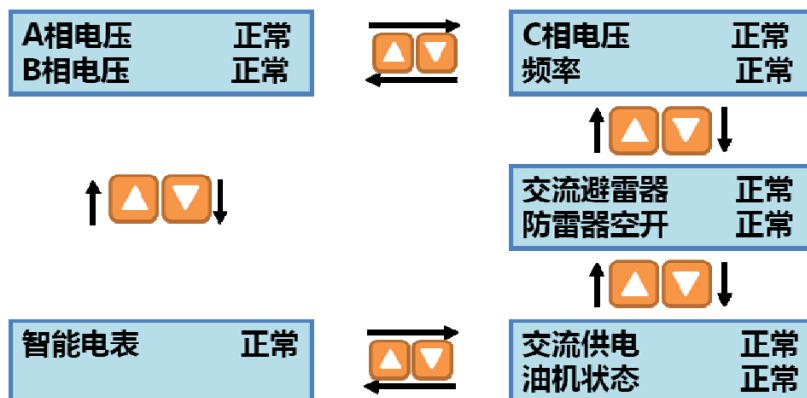 A相电压 正常
B相电压 正常
C相电压 正常
频率 正常
交流避雷器 正常
防雷器空开 正常
智能电表 正常
交流供电 正常
油机状态 正常